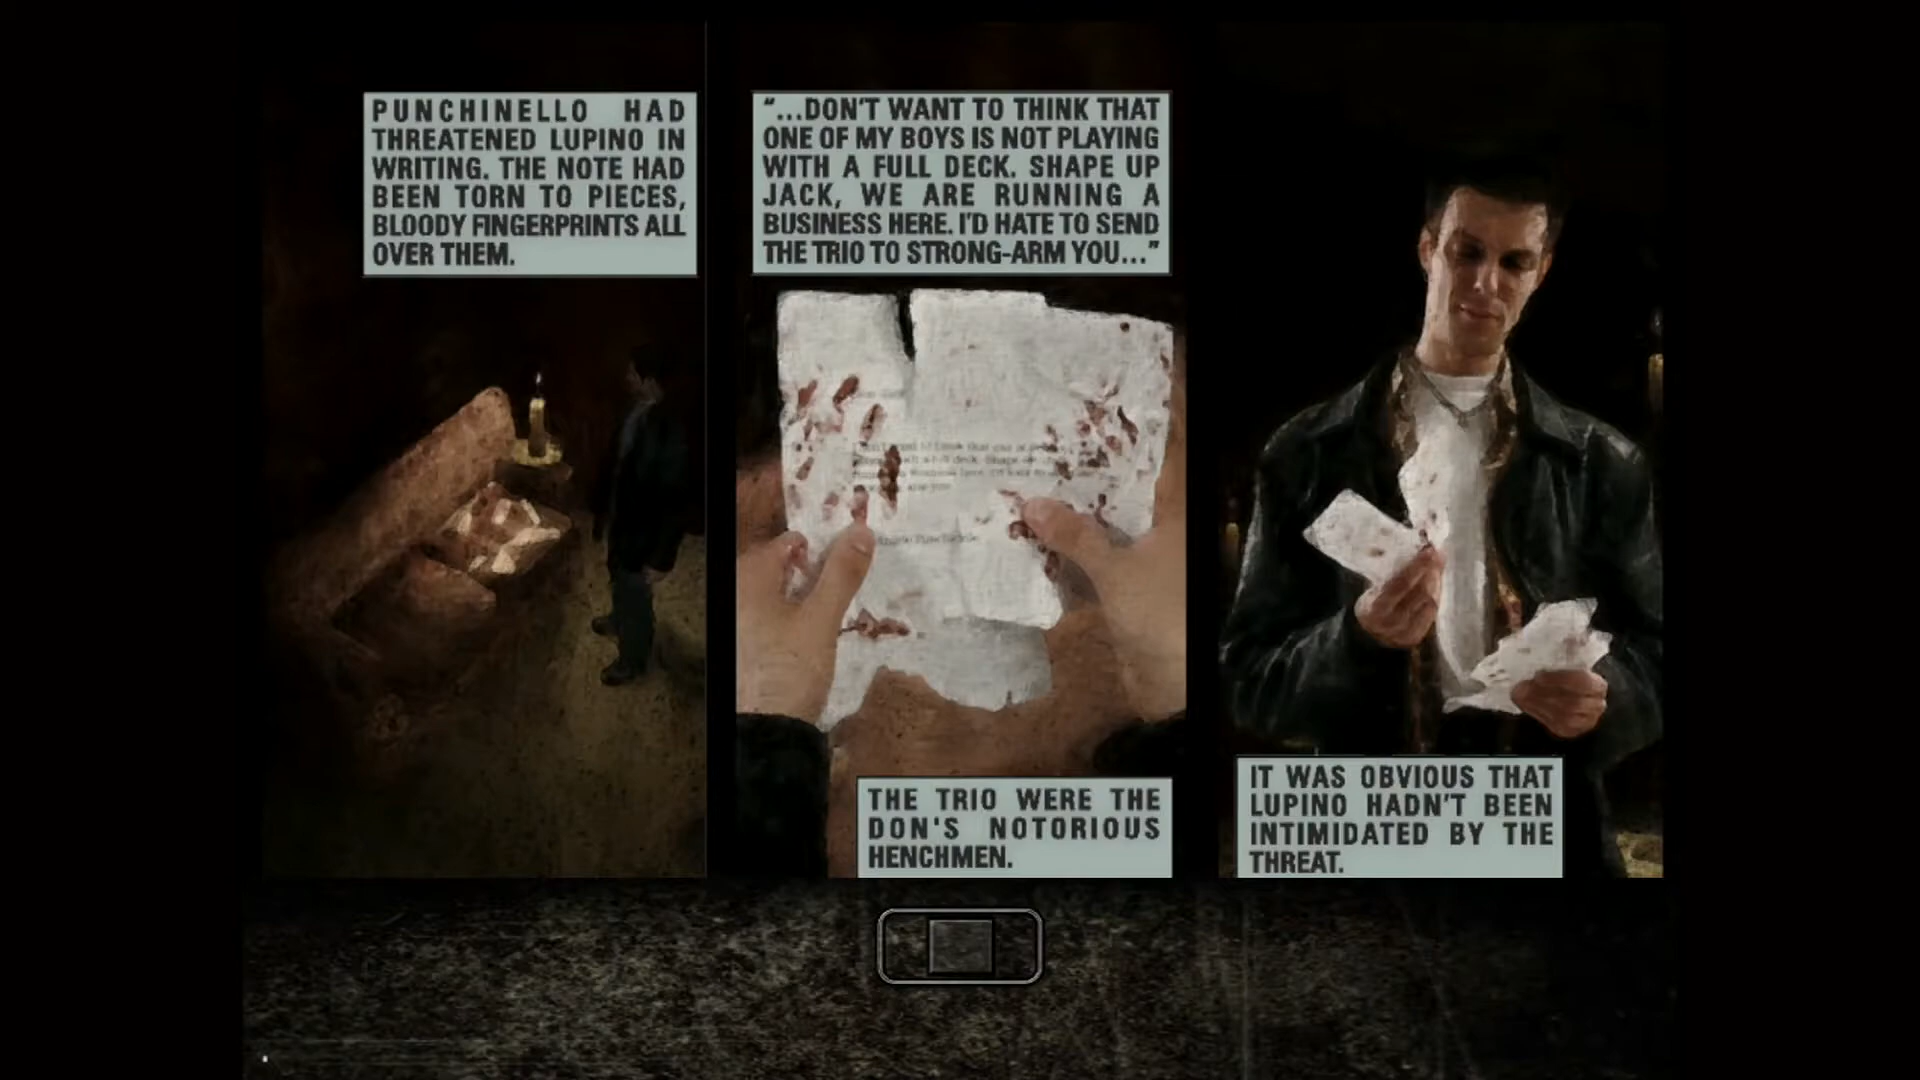 PUNCHINELLO HAD
THREATENED LUPINO IN
WRITING. THE NOTE HAD
BEEN TORN TO PIECES,
BLOODY FINGERPRINTS ALL
OVER THEM.
"...DON'T WANT TO THINK THAT
ONE OF MY BOYS IS NOT PLAYING
WITH A FULL DECK. SHAPE UP
JACK, WE ARE RUNNING A
BUSINESS HERE. I'D HATE TO SEND
THE TRIO TO STRONG-ARM YOU..."
THE TRIO WERE THE
DON'S NOTORIOUS
HENCHMEN.
IT WAS OBVIOUS THAT
LUPINO HADN'T BEEN
INTIMIDATED BY THE
THREAT.